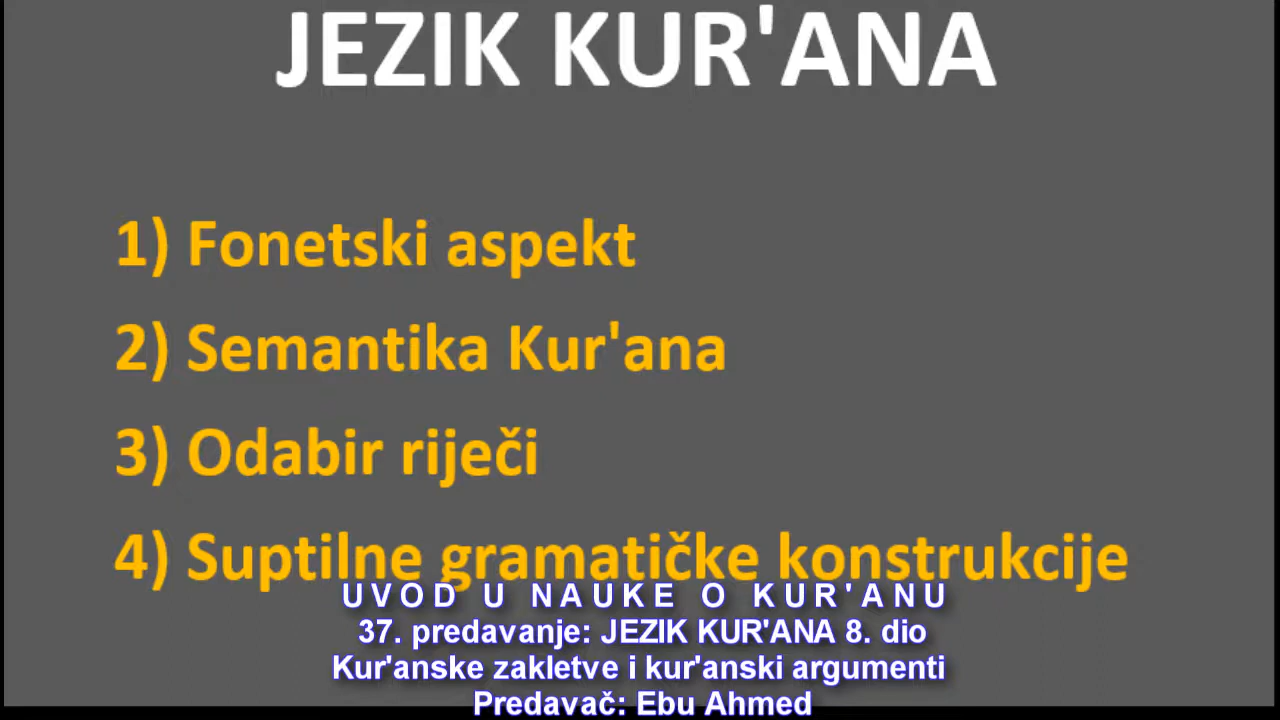 JEZIK KUR'ANA
1) Fonetski aspekt
2) Semantika Kur'ana
3) Odabir riječi
4) Suptilne gramatičke konstrukcije
UVOD U NAUKE O KUR'ANU
37. predavanje: JEZIK KUR'ANA 8. dio
Kur'anske zakletve i kur'anski argumenti
Predavač: Ebu Ahmed